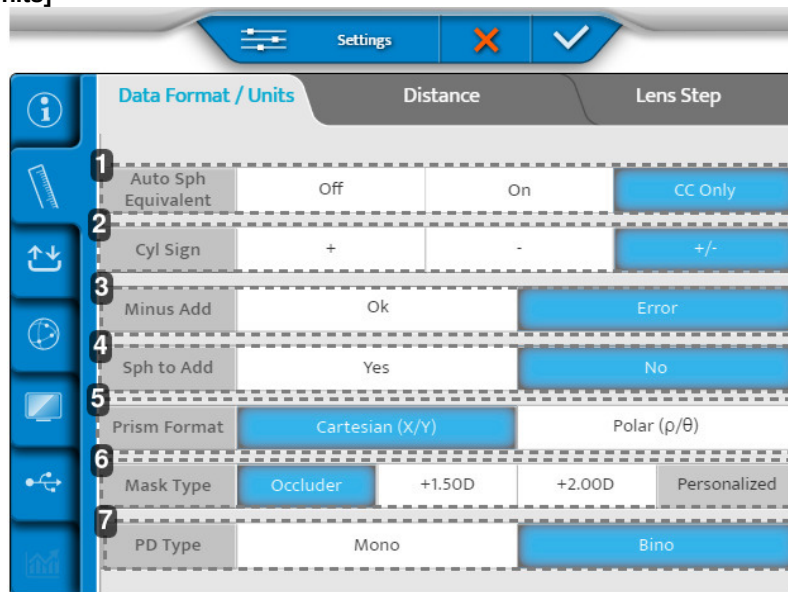 nits]
Settings
Data Format / Units Distance Lens Step
1
Auto Sph Equivalent Off On CC Only
2
Cyl Sign + - +/-
3
Minus Add Ok Error
4
Sph to Add Yes No
5
Prism Format Cartesian (X/Y) Polar (ρ/θ)
6
Mask Type Occluder +1.50D +2.00D Personalized
7
PD Type Mono Bino